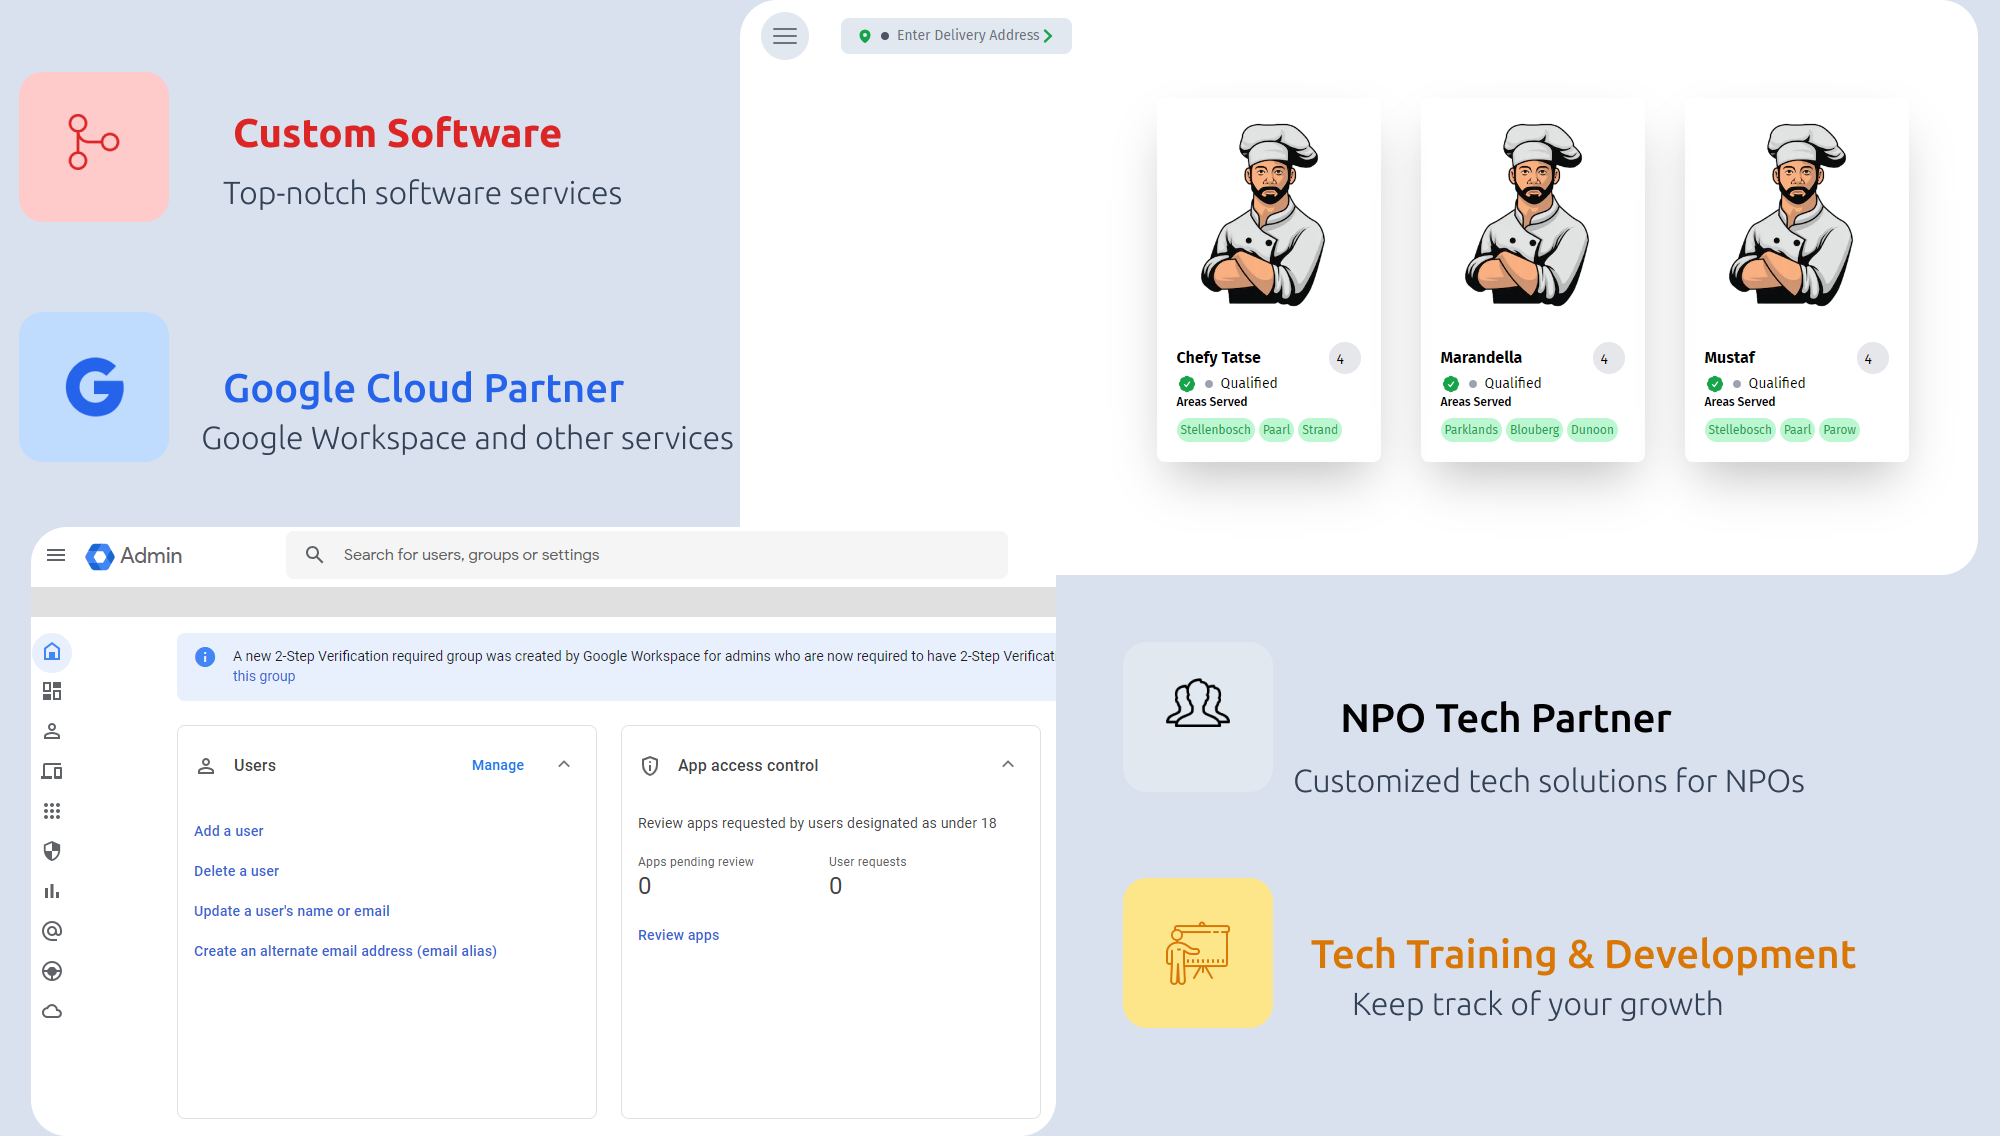 Custom Software
Top-notch software services
Google Cloud Partner
Google Workspace and other services
Enter Delivery Address
Chefy Tatse
4
Qualified
Areas Served
Stellenbosch Paarl Strand
Marandella
4
Qualified
Areas Served
Parklands Blouberg Dunoon
Mustaf
4
Qualified
Areas Served
Stellebosch Paarl Parow
Admin
Search for users, groups or settings
A new 2-Step Verification required group was created by Google Workspace for admins who are now required to have 2-Step Verificat
this group
Users
Manage
Add a user
Delete a user
Update a user's name or email
Create an alternate email address (email alias)
App access control
Review apps requested by users designated as under 18
Apps pending review
0
User requests
0
Review apps
NPO Tech Partner
Customized tech solutions for NPOs
Tech Training & Development
Keep track of your growth